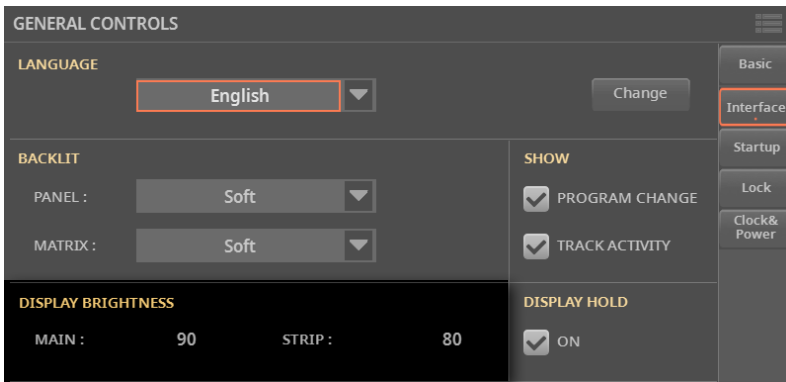 GENERAL CONTROLS
LANGUAGE
English
Change
BACKLIT
PANEL :
Soft
MATRIX :
Soft
SHOW
PROGRAM CHANGE
TRACK ACTIVITY
DISPLAY BRIGHTNESS
MAIN : 90 STRIP : 80
DISPLAY HOLD
ON
Basic
Interface
Startup
Lock
Clock&
Power